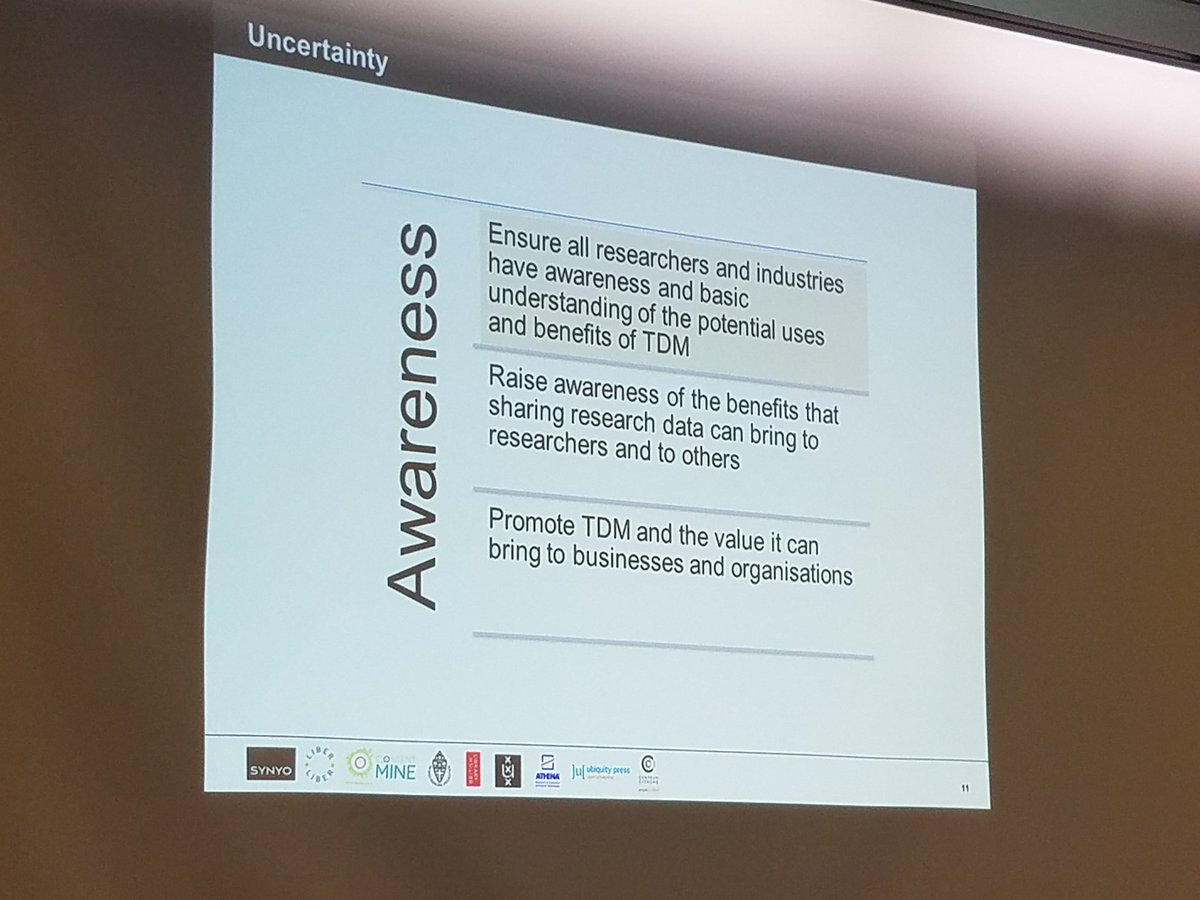 Uncertainty
Awareness
Ensure all researchers and industries
have awareness and basic
understanding of the potential uses
and benefits of TDM
Raise awareness of the benefits that
sharing research data can bring to
researchers and to others
Promote TDM and the value it can
bring to businesses and organisations
SYNYO
LIBER
LIBER
CONTENT
MINE
ATHENA
]u[ ubiquity press
11